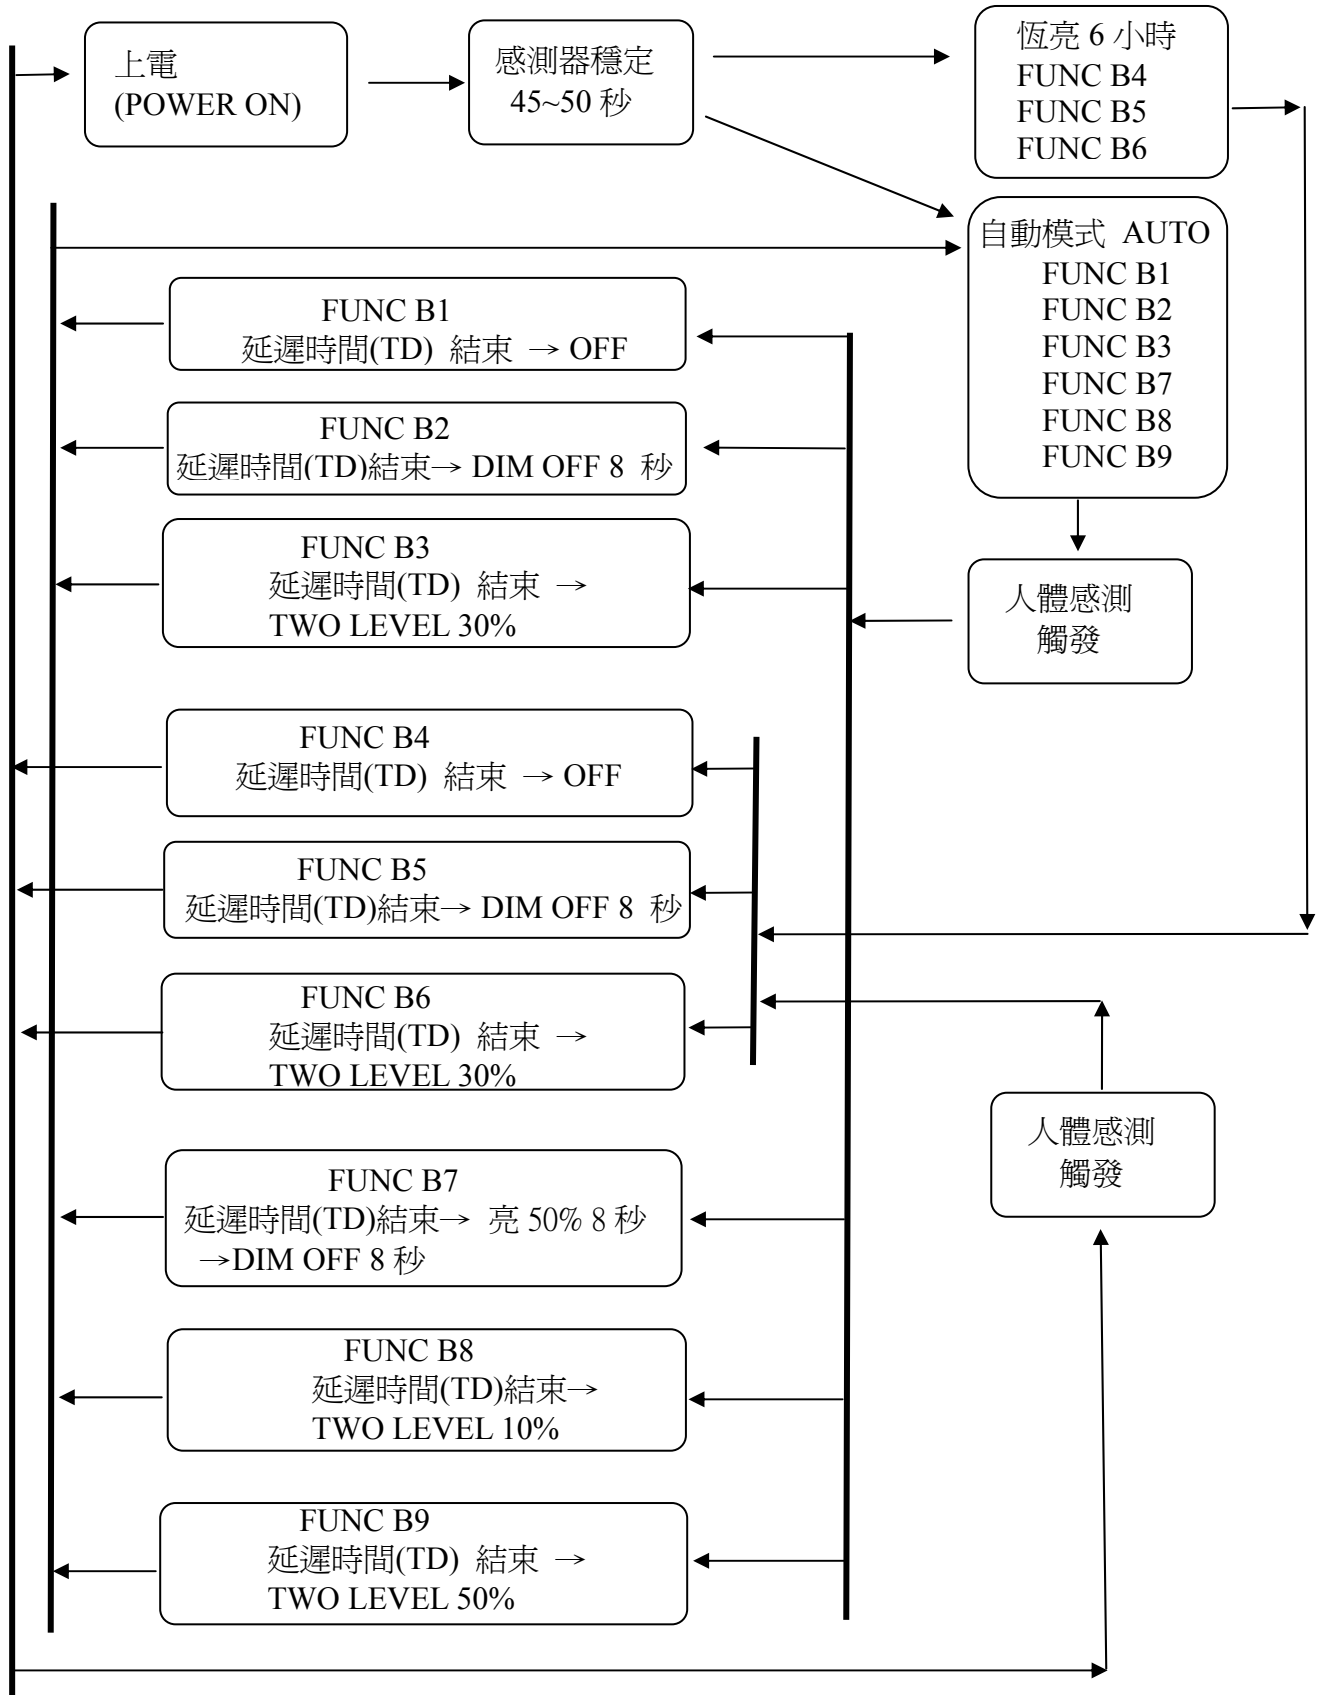 上電
(POWER ON)
感測器穩定
45~50 秒
恆亮 6 小時
FUNC B4
FUNC B5
FUNC B6
自動模式 AUTO
FUNC B1
FUNC B2
FUNC B3
FUNC B7
FUNC B8
FUNC B9
FUNC B1
延遲時間(TD) 結束 → OFF
FUNC B2
延遲時間(TD)結束→ DIM OFF 8 秒
FUNC B3
延遲時間(TD) 結束 →
TWO LEVEL 30%
人體感測
觸發
FUNC B4
延遲時間(TD) 結束 → OFF
FUNC B5
延遲時間(TD)結束→ DIM OFF 8 秒
FUNC B6
延遲時間(TD) 結束 →
TWO LEVEL 30%
人體感測
觸發
FUNC B7
延遲時間(TD)結束→ 亮 50% 8 秒
→DIM OFF 8 秒
FUNC B8
延遲時間(TD)結束→
TWO LEVEL 10%
FUNC B9
延遲時間(TD) 結束 →
TWO LEVEL 50%